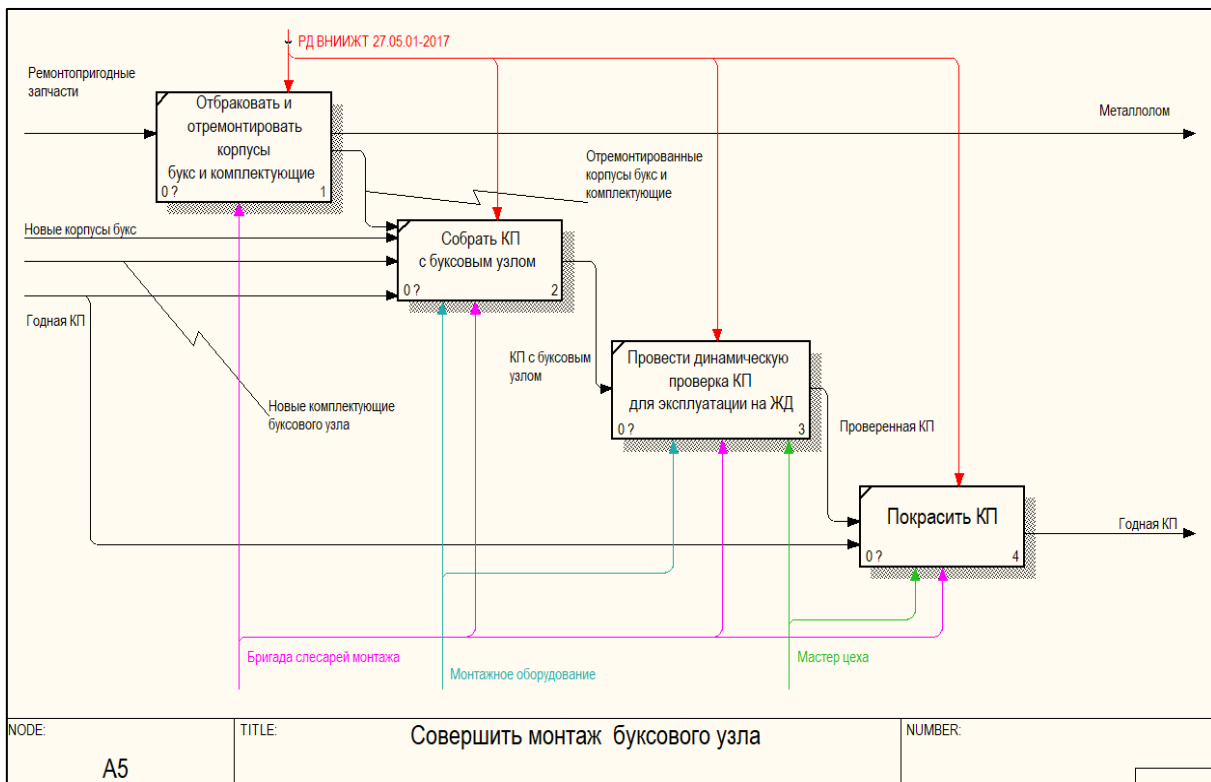 РД ВНИИЖТ 27.05.01-2017
Ремонтопригодные
запчасти
Отбраковать и
отремонтировать
корпусы
букс и комплектующие
0 ?
1
Металлолом
Отремонтированные
корпусы букс и
комплектующие
Новые корпусы букс
Собрать КП
с буксовым узлом
0 ?
2
Годная КП
КП с буксовым
узлом
Провести динамическую
проверка КП
для эксплуатации на ЖД
0 ?
3
Новые комплектующие
буксового узла
Проверенная КП
Покрасить КП
0 ?
4
Годная КП
Бригада слесарей монтажа
Монтажное оборудование
Мастер цеха
NODE:
A5
TITLE:
Совершить монтаж буксового узла
NUMBER: